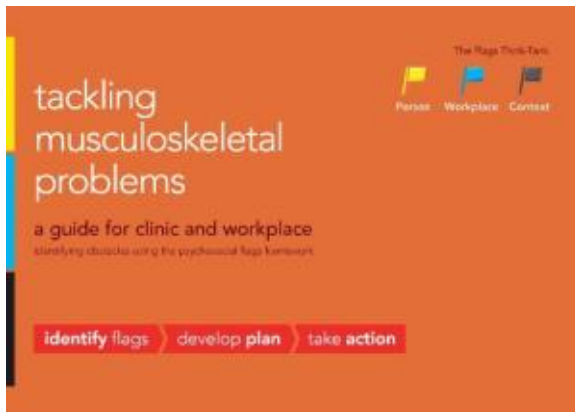 The Flags Think-Tank
Person Workplace Context
tackling
musculoskeletal
problems
a guide for clinic and workplace
identifying obstacles using the psychosocial flags framework
identify flags develop plan take action